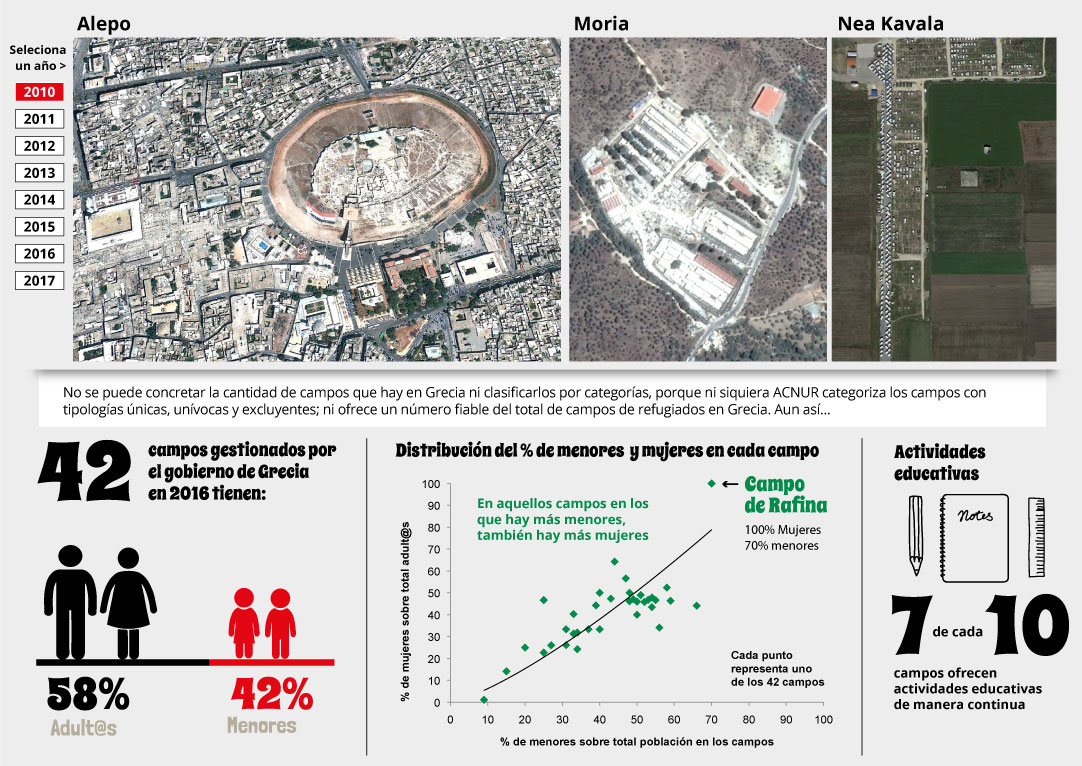 Alepo
Moria
Nea Kavala
Seleciona
un año >
2010
2011
2012
2013
2014
2015
2016
2017
No se puede concretar la cantidad de campos que hay en Grecia ni clasificarlos por categorías, porque ni siquiera ACNUR categoriza los campos con
tipologías únicas, unívocas y excluyentes; ni ofrece un número fiable del total de campos de refugiados en Grecia. Aun así...
42
campos gestionados por
el gobierno de Grecia
en 2016 tienen:
58%
Adult@s
42%
Menores
Distribución del % de menores y mujeres en cada campo
% de mujeres sobre total adult@s
100
90
80
70
60
50
40
30
20
10
0
En aquellos campos en los
que hay más menores,
también hay más mujeres
Campo
de Rafina
100% Mujeres
70% menores
Cada punto
representa uno
de los 42 campos
0 10 20 30 40 50 60 70 80 90 100
% de menores sobre total población en los campos
Actividades
educativas
Notes
7 de cada 10
campos ofrecen
actividades educativas
de manera continua